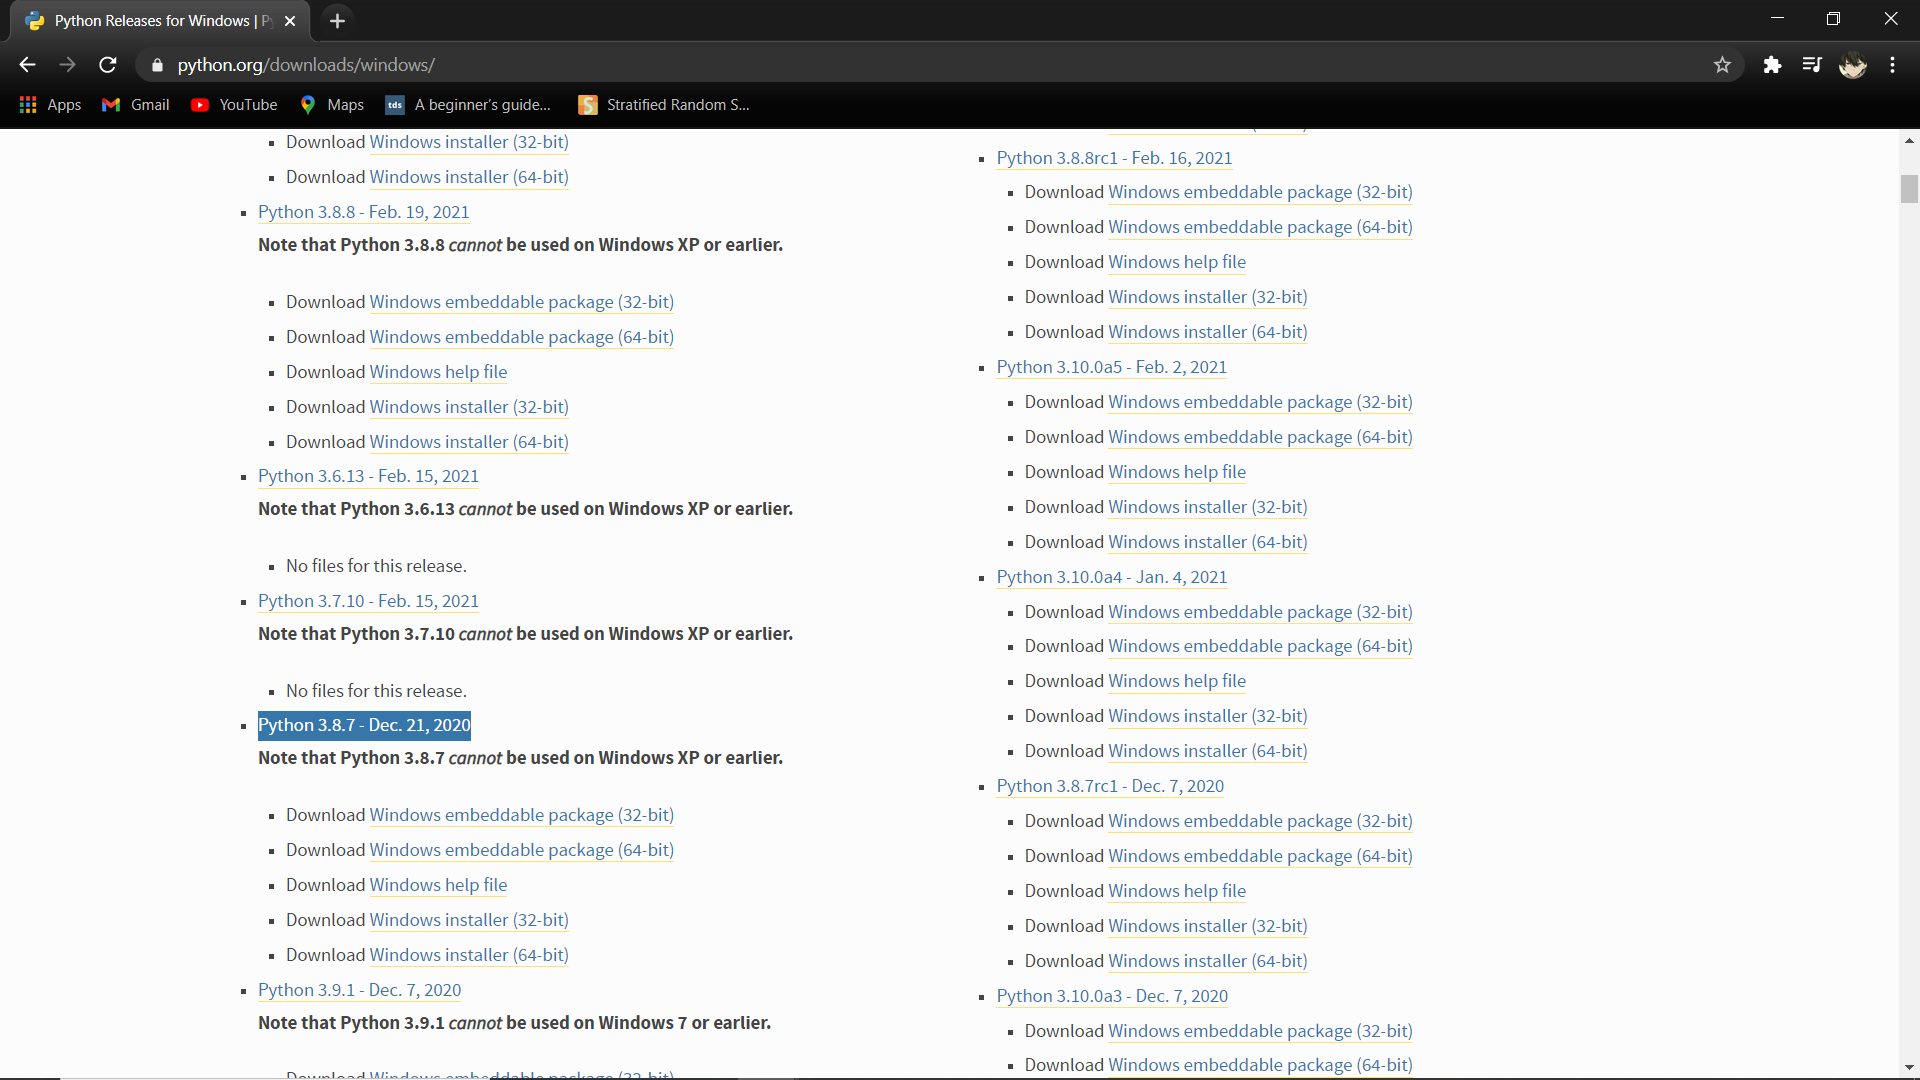 Python Releases for Windows | Py
python.org/downloads/windows/
Apps
Gmail
YouTube
Maps
tds
A beginner's guide...
Stratified Random S...
Download Windows installer (32-bit)
Download Windows installer (64-bit)
Python 3.8.8 - Feb. 19, 2021
Note that Python 3.8.8 cannot be used on Windows XP or earlier.
Download Windows embeddable package (32-bit)
Download Windows embeddable package (64-bit)
Download Windows help file
Download Windows installer (32-bit)
Download Windows installer (64-bit)
Python 3.6.13 - Feb. 15, 2021
Note that Python 3.6.13 cannot be used on Windows XP or earlier.
No files for this release.
Python 3.7.10 - Feb. 15, 2021
Note that Python 3.7.10 cannot be used on Windows XP or earlier.
No files for this release.
Python 3.8.7 - Dec. 21, 2020
Note that Python 3.8.7 cannot be used on Windows XP or earlier.
Download Windows embeddable package (32-bit)
Download Windows embeddable package (64-bit)
Download Windows help file
Download Windows installer (32-bit)
Download Windows installer (64-bit)
Python 3.9.1 - Dec. 7, 2020
Note that Python 3.9.1 cannot be used on Windows 7 or earlier.
Download Windows embeddable package (32-bit)
Python 3.8.8rc1 - Feb. 16, 2021
Download Windows embeddable package (32-bit)
Download Windows embeddable package (64-bit)
Download Windows help file
Download Windows installer (32-bit)
Download Windows installer (64-bit)
Python 3.10.0a5 - Feb. 2, 2021
Download Windows embeddable package (32-bit)
Download Windows embeddable package (64-bit)
Download Windows help file
Download Windows installer (32-bit)
Download Windows installer (64-bit)
Python 3.10.0a4 - Jan. 4, 2021
Download Windows embeddable package (32-bit)
Download Windows embeddable package (64-bit)
Download Windows help file
Download Windows installer (32-bit)
Download Windows installer (64-bit)
Python 3.8.7rc1 - Dec. 7, 2020
Download Windows embeddable package (32-bit)
Download Windows embeddable package (64-bit)
Download Windows help file
Download Windows installer (32-bit)
Download Windows installer (64-bit)
Python 3.10.0a3 - Dec. 7, 2020
Download Windows embeddable package (32-bit)
Download Windows embeddable package (64-bit)